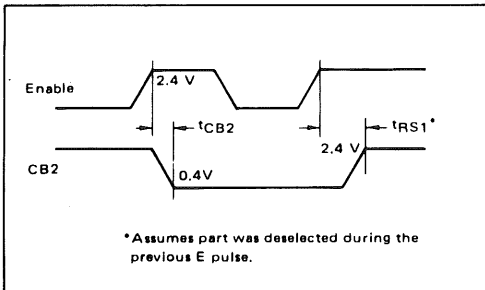 2.4 V
Enable
tCB2
tRS1*
2,4 V
CB2
0.4V
*Assumes part was deselected during the
previous E pulse.